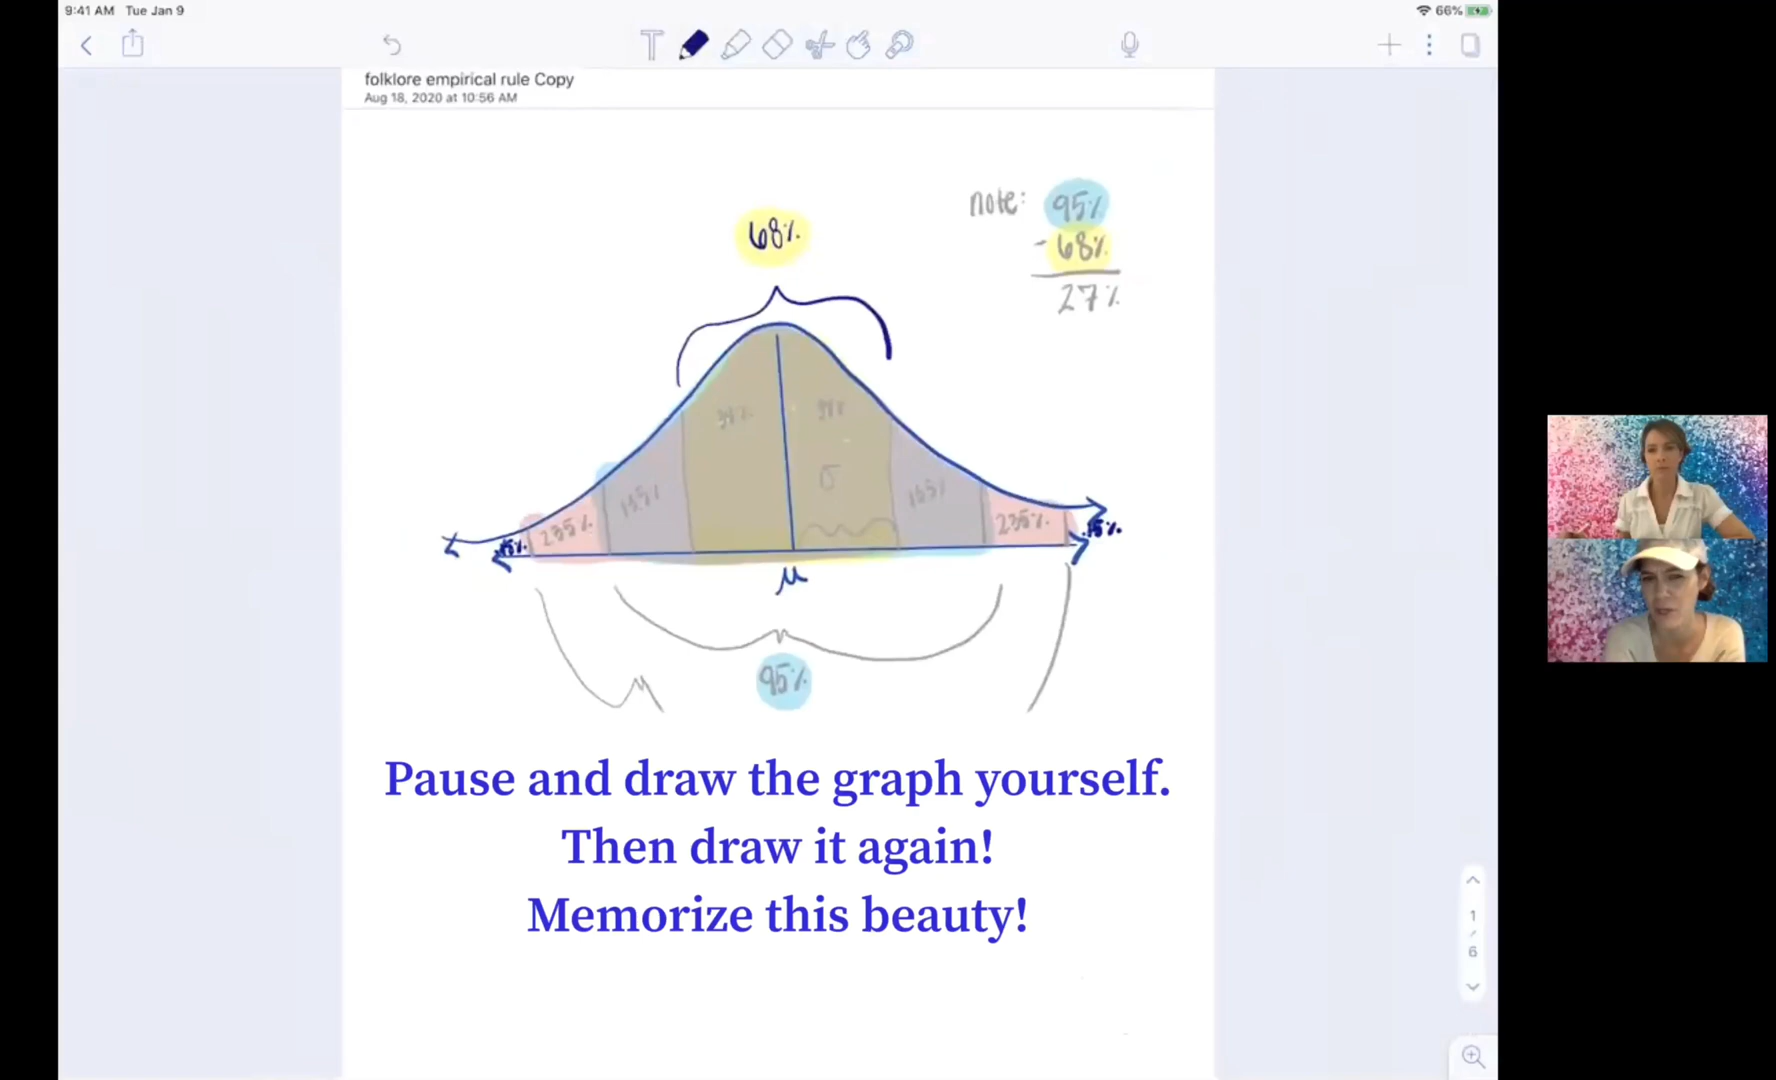 9:41 AM Tue Jan 9
66%
folklore empirical rule Copy
Aug 18, 2020 at 10:56 AM
note: 95%
- 68%
27%
68%
34% 34%
σ
13.5% 13.5%
2.35% 2.35%
.15% .15%
μ
95%
Pause and draw the graph yourself.
Then draw it again!
Memorize this beauty!
1
/
6